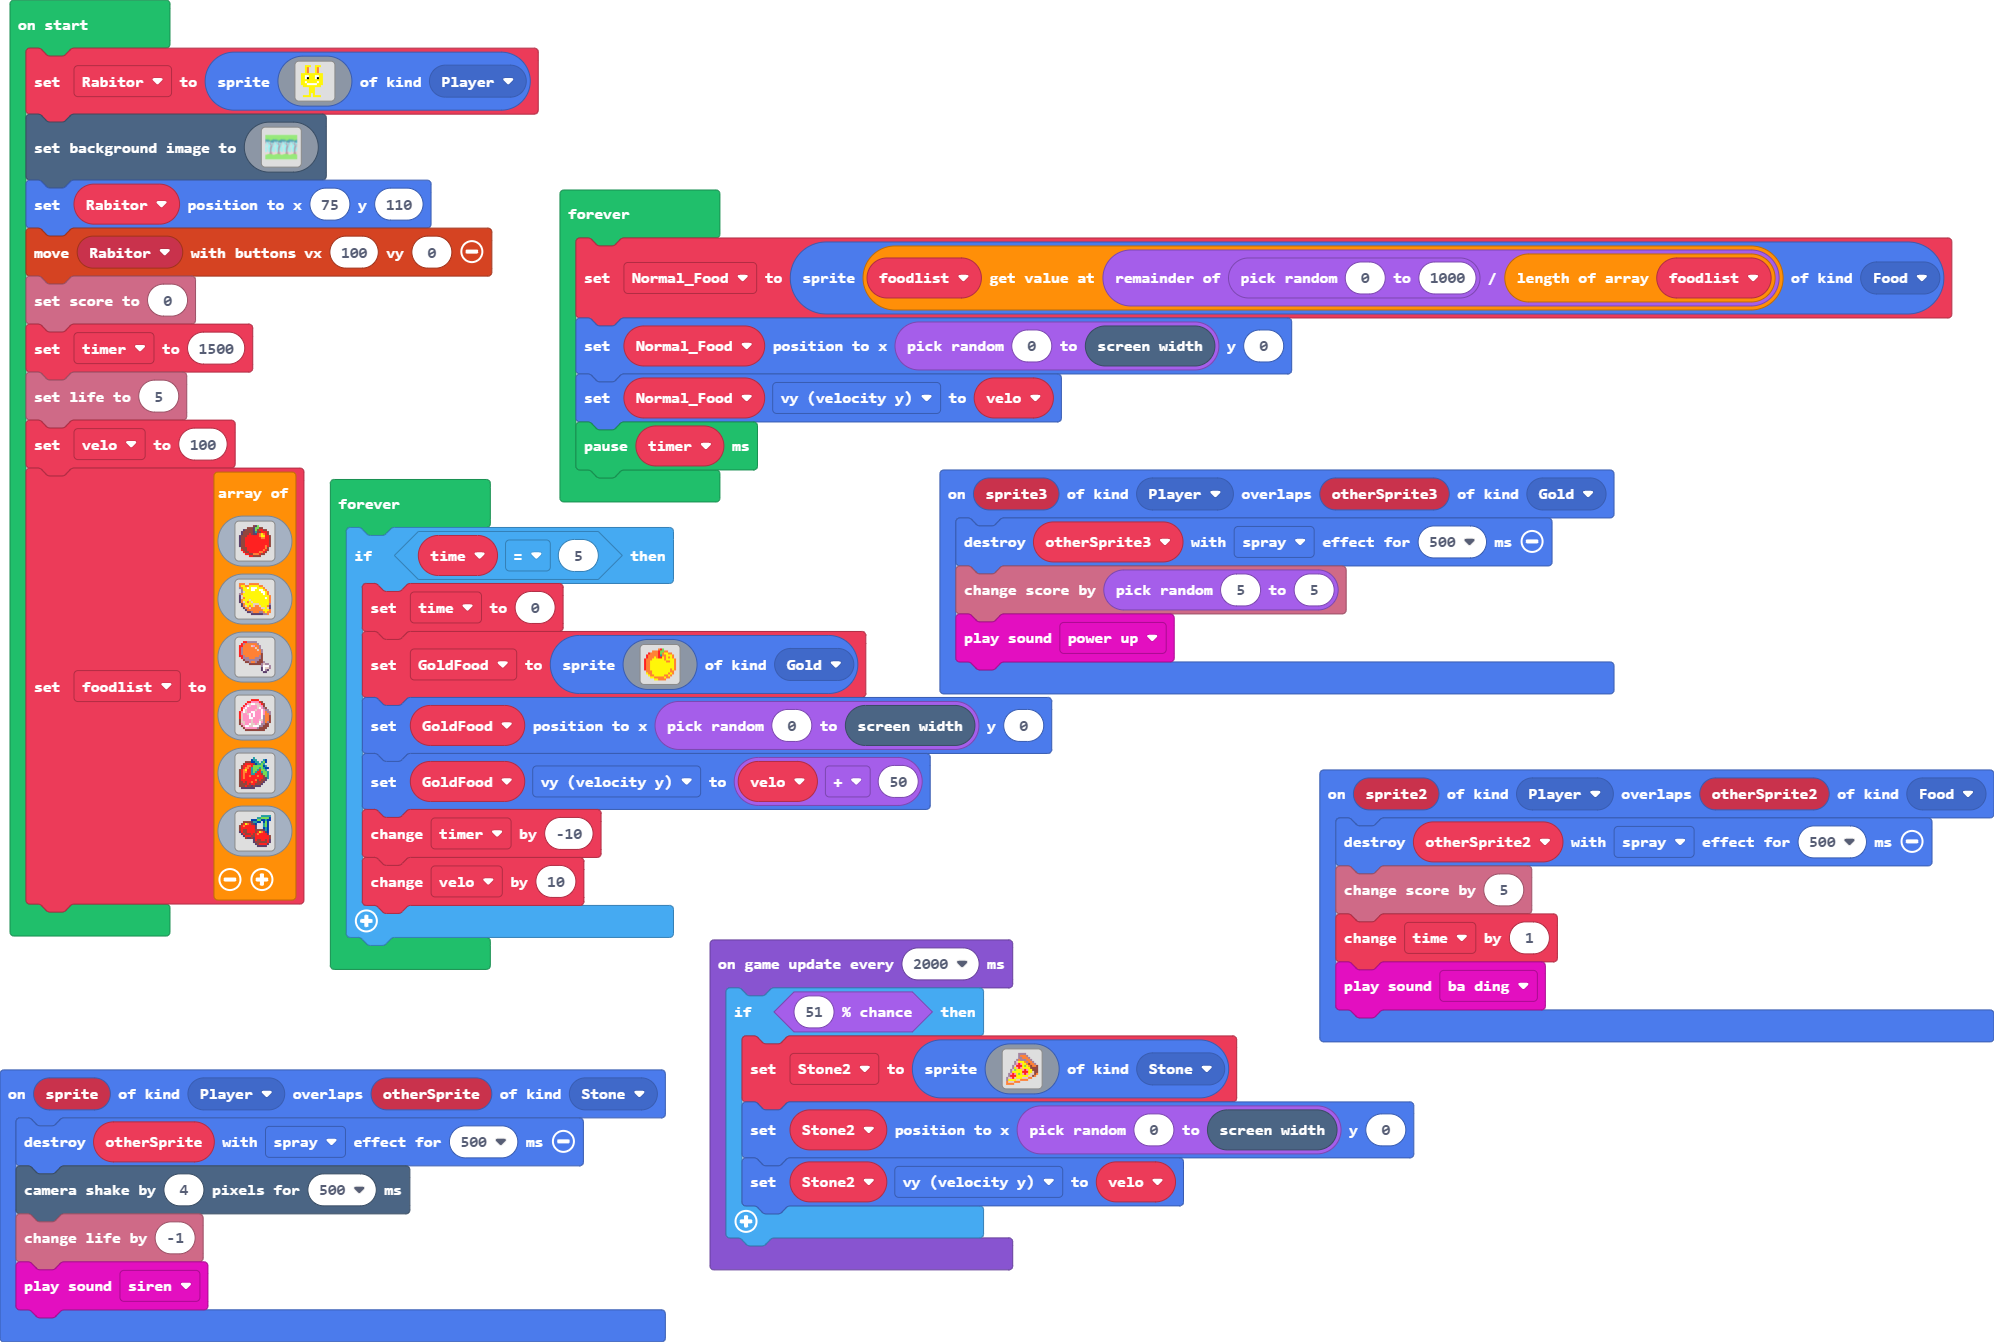 on start
set Rabitor to sprite of kind Player
set background image to
set Rabitor position to x 75 y 110
move Rabitor with buttons vx 100 vy 0
set score to 0
set timer to 1500
set life to 5
set velo to 100
set foodlist to array of
forever
set Normal_Food to sprite foodlist get value at remainder of pick random 0 to 1000 / length of array foodlist of kind Food
set Normal_Food position to x pick random 0 to screen width y 0
set Normal_Food vy (velocity y) to velo
pause timer ms
forever
if time = 5 then
set time to 0
set GoldFood to sprite of kind Gold
set GoldFood position to x pick random 0 to screen width y 0
set GoldFood vy (velocity y) to velo + 50
change timer by -10
change velo by 10
on sprite3 of kind Player overlaps otherSprite3 of kind Gold
destroy otherSprite3 with spray effect for 500 ms
change score by pick random 5 to 5
play sound power up
on sprite2 of kind Player overlaps otherSprite2 of kind Food
destroy otherSprite2 with spray effect for 500 ms
change score by 5
change time by 1
play sound ba ding
on game update every 2000 ms
if 51 % chance then
set Stone2 to sprite of kind Stone
set Stone2 position to x pick random 0 to screen width y 0
set Stone2 vy (velocity y) to velo
on sprite of kind Player overlaps otherSprite of kind Stone
destroy otherSprite with spray effect for 500 ms
camera shake by 4 pixels for 500 ms
change life by -1
play sound siren